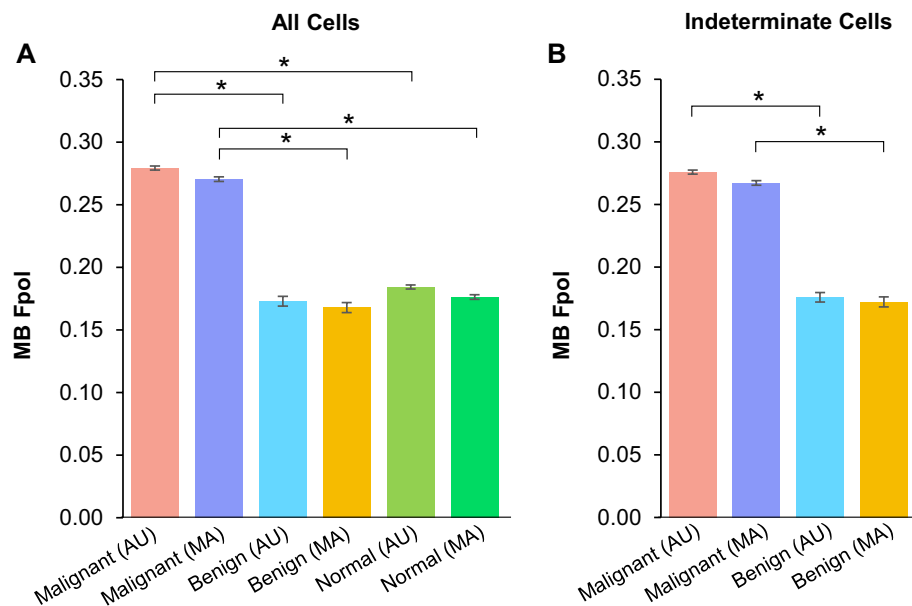 All Cells
A
MB Fpol
0.35
0.30
0.25
0.20
0.15
0.10
0.05
0.00
*
*
*
*
Malignant (AU)
Malignant (MA)
Benign (AU)
Benign (MA)
Normal (AU)
Normal (MA)
Indeterminate Cells
B
MB Fpol
0.35
0.30
0.25
0.20
0.15
0.10
0.05
0.00
*
*
Malignant (AU)
Malignant (MA)
Benign (AU)
Benign (MA)